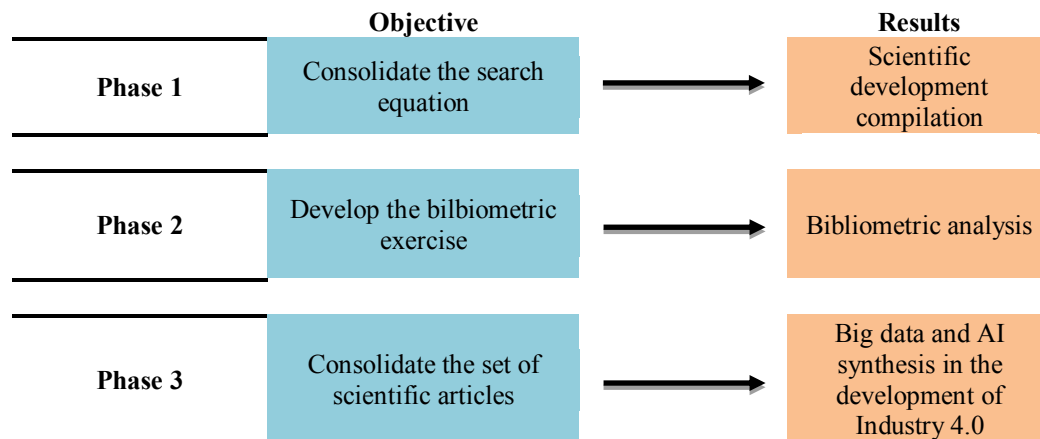 Objective
Results
Phase 1
Consolidate the search
equation
Scientific
development
compilation
Phase 2
Develop the bilbiometric
exercise
Bibliometric analysis
Phase 3
Consolidate the set of
scientific articles
Big data and AI
synthesis in the
development of
Industry 4.0